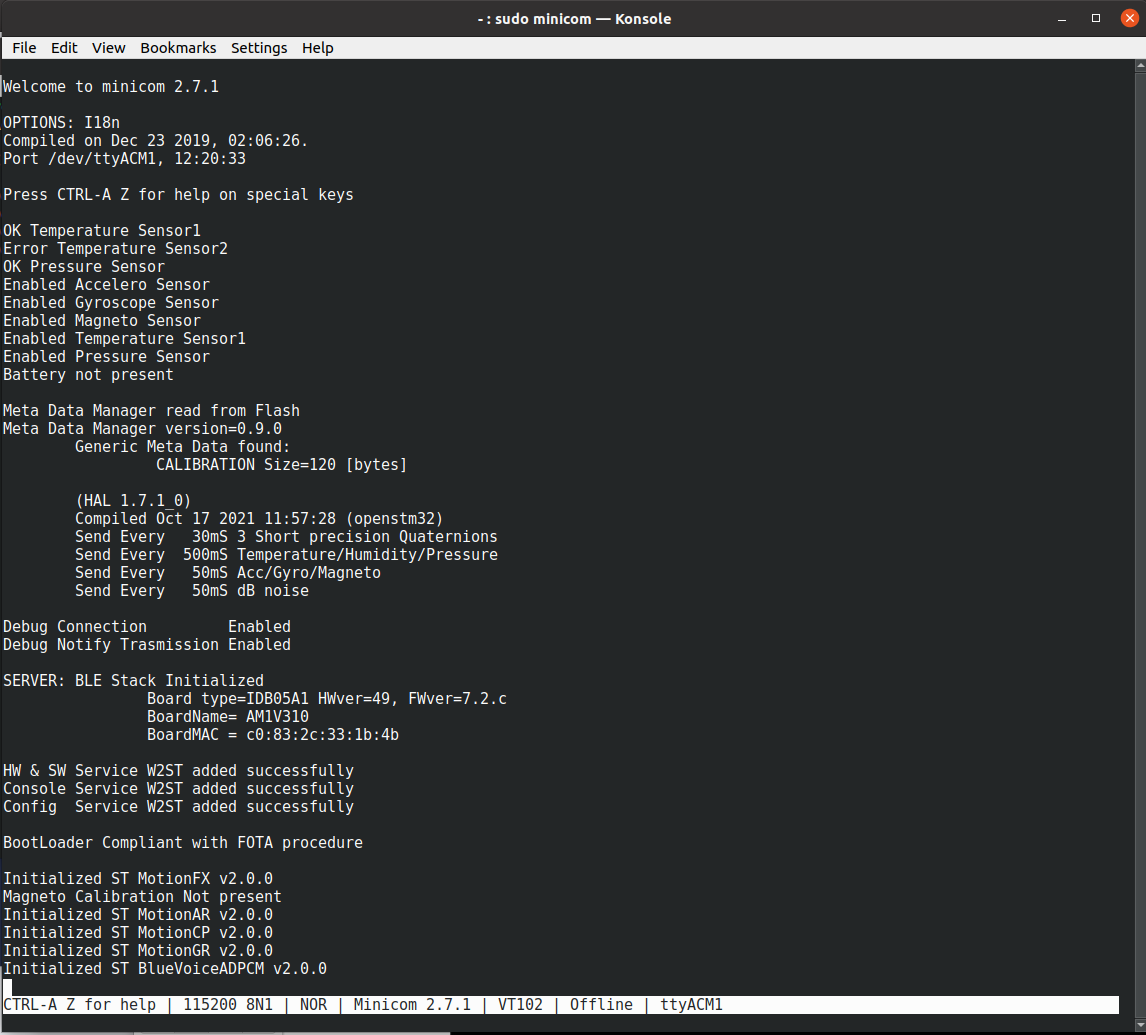 - : sudo minicom — Konsole
File Edit View Bookmarks Settings Help
Welcome to minicom 2.7.1
OPTIONS: I18n
Compiled on Dec 23 2019, 02:06:26.
Port /dev/ttyACM1, 12:20:33
Press CTRL-A Z for help on special keys
OK Temperature Sensor1
Error Temperature Sensor2
OK Pressure Sensor
Enabled Accelero Sensor
Enabled Gyroscope Sensor
Enabled Magneto Sensor
Enabled Temperature Sensor1
Enabled Pressure Sensor
Battery not present
Meta Data Manager read from Flash
Meta Data Manager version=0.9.0
Generic Meta Data found:
CALIBRATION Size=120 [bytes]
(HAL 1.7.1_0)
Compiled Oct 17 2021 11:57:28 (openstm32)
Send Every   30mS 3 Short precision Quaternions
Send Every  500mS Temperature/Humidity/Pressure
Send Every   50mS Acc/Gyro/Magneto
Send Every   50mS dB noise
Debug Connection         Enabled
Debug Notify Trasmission Enabled
SERVER: BLE Stack Initialized
Board type=IDB05A1 HWver=49, FWver=7.2.c
BoardName= AM1V310
BoardMAC = c0:83:2c:33:1b:4b
HW & SW Service W2ST added successfully
Console Service W2ST added successfully
Config  Service W2ST added successfully
BootLoader Compliant with FOTA procedure
Initialized ST MotionFX v2.0.0
Magneto Calibration Not present
Initialized ST MotionAR v2.0.0
Initialized ST MotionCP v2.0.0
Initialized ST MotionGR v2.0.0
Initialized ST BlueVoiceADPCM v2.0.0
CTRL-A Z for help | 115200 8N1 | NOR | Minicom 2.7.1 | VT102 | Offline | ttyACM1